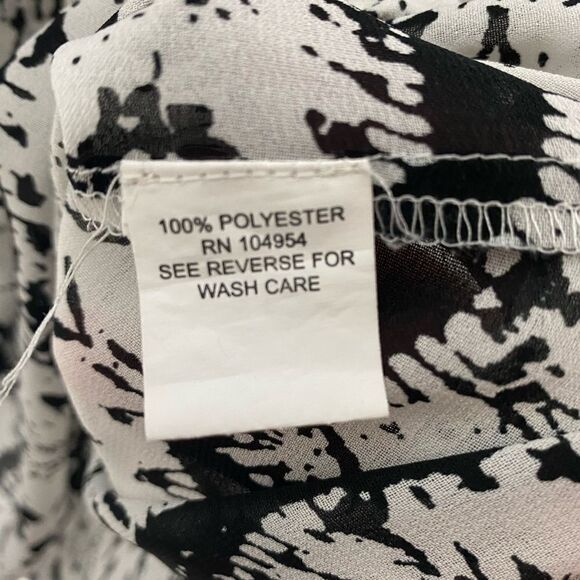 100% POLYESTER
RN 104954
SEE REVERSE FOR
WASH CARE